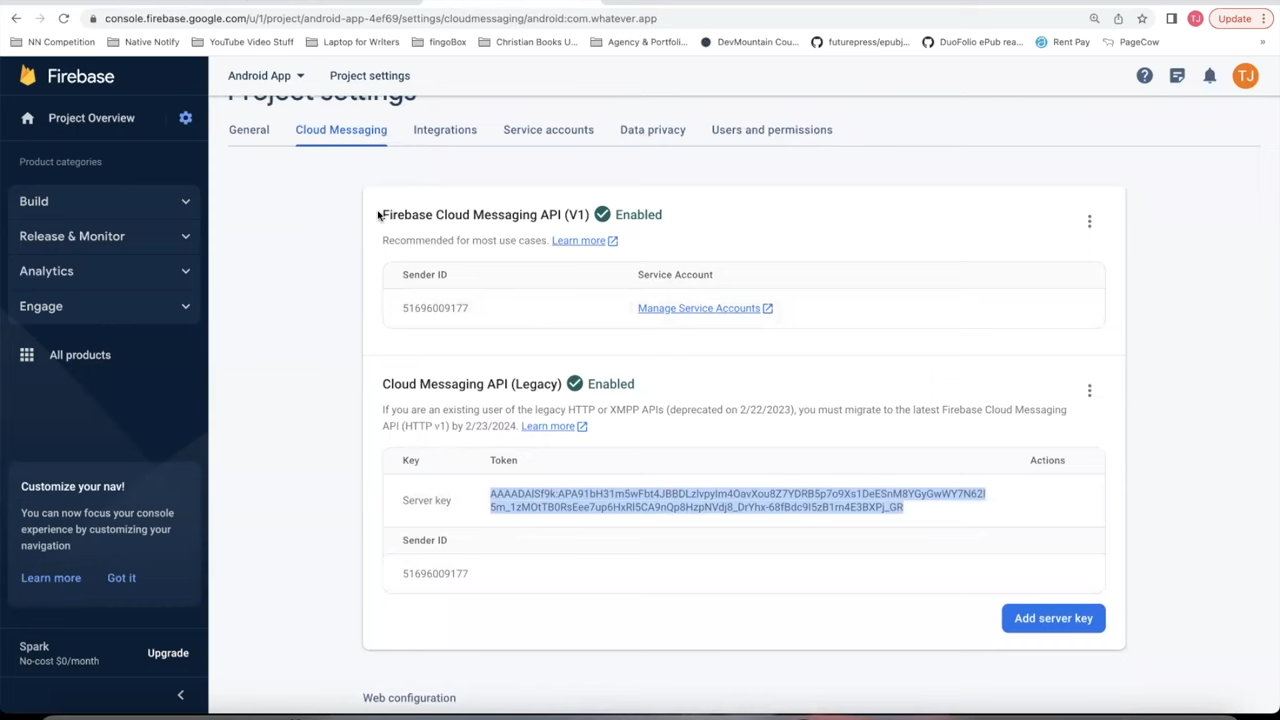 console.firebase.google.com/u/1/project/android-app-4ef69/settings/cloudmessaging/android:com.whatever.app
TJ
Update
NN Competition
Native Notify
YouTube Video Stuff
Laptop for Writers
fingoBox
Christian Books U...
Agency & Portfoli...
DevMountain Cou...
futurepress/epubj...
DuoFolio ePub rea...
Rent Pay
PageCow
»
Firebase
Android App
Project settings
TJ
Project Overview
Project settings
General
Cloud Messaging
Integrations
Service accounts
Data privacy
Users and permissions
Product categories
Build
Release & Monitor
Analytics
Engage
All products
Firebase Cloud Messaging API (V1) Enabled
Recommended for most use cases. Learn more
Sender ID
Service Account
51696009177
Manage Service Accounts
Cloud Messaging API (Legacy) Enabled
If you are an existing user of the legacy HTTP or XMPP APIs (deprecated on 2/22/2023), you must migrate to the latest Firebase Cloud Messaging
API (HTTP v1) by 2/23/2024. Learn more
Key
Token
Actions
Server key
Sender ID
51696009177
Add server key
Web configuration
Customize your nav!
You can now focus your
console experience by customizing your
navigation
Learn more
Got it
Spark
No-cost $0/month
Upgrade